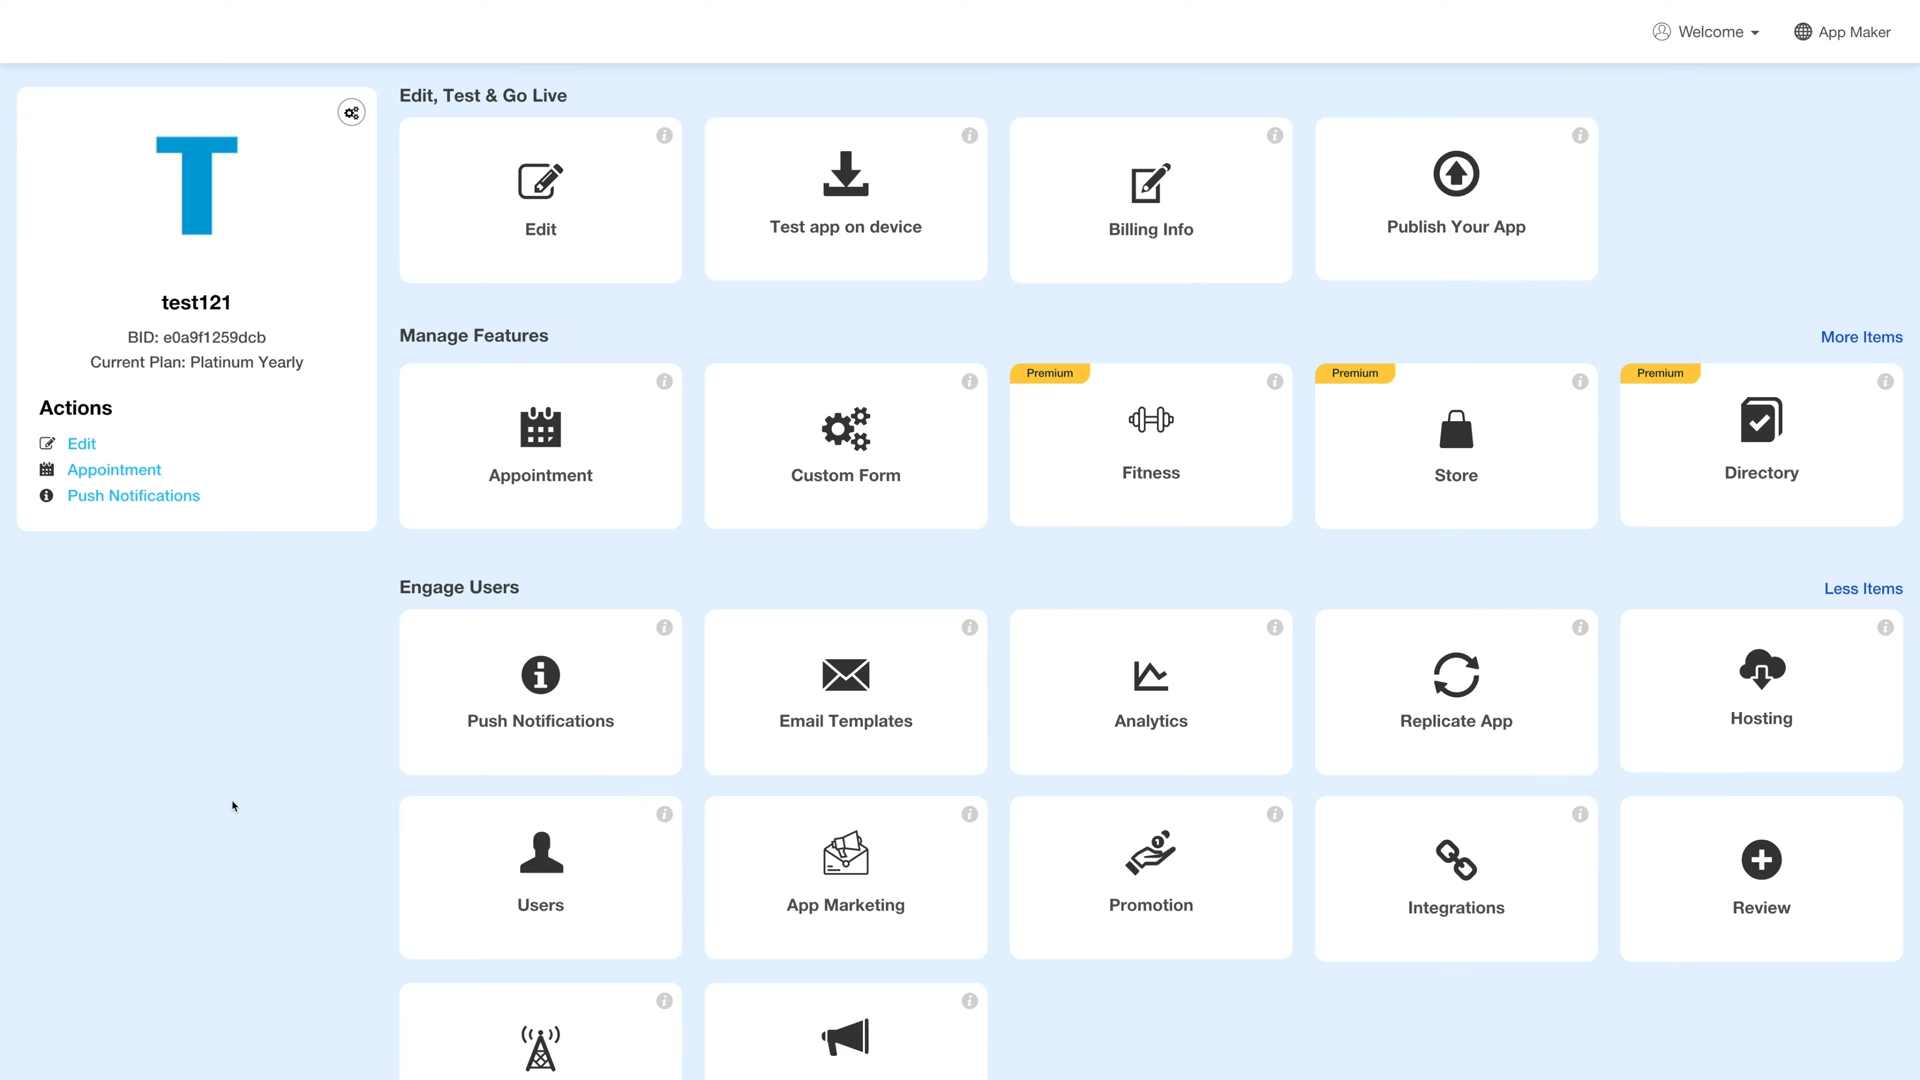 Welcome
App Maker
T
test121
BID: e0a9f1259dcb
Current Plan: Platinum Yearly
Actions
Edit
Appointment
Push Notifications
Edit, Test & Go Live
Edit
Test app on device
Billing Info
Publish Your App
Manage Features
More Items
Appointment
Custom Form
Premium
Fitness
Premium
Store
Premium
Directory
Engage Users
Less Items
Push Notifications
Email Templates
Analytics
Replicate App
Hosting
Users
App Marketing
Promotion
Integrations
Review